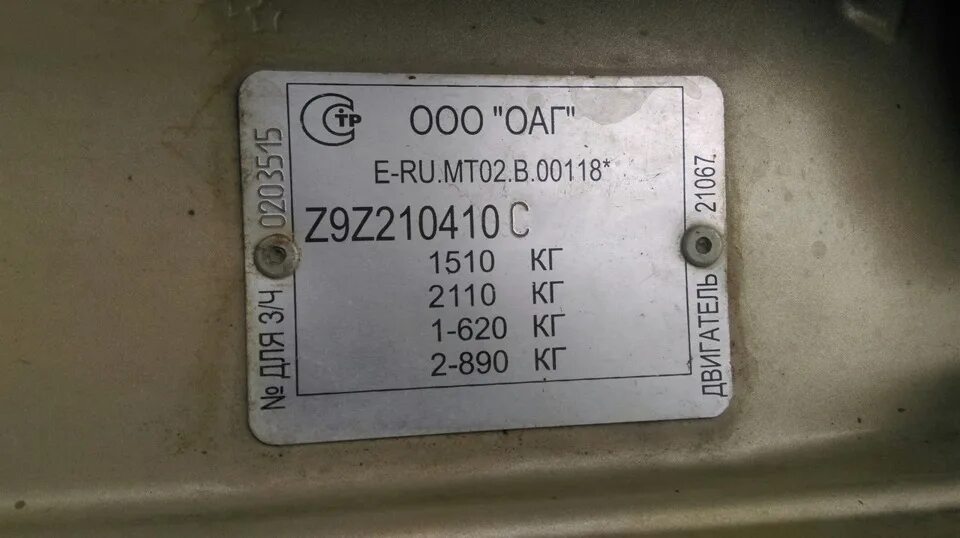 ТР
ООО "ОАГ"
E-RU.MT02.B.00118*
Z9Z210410 C
1510 КГ
2110 КГ
1-620 КГ
2-890 КГ
№ ДЛЯ З/Ч 0203515
ДВИГАТЕЛЬ 21067